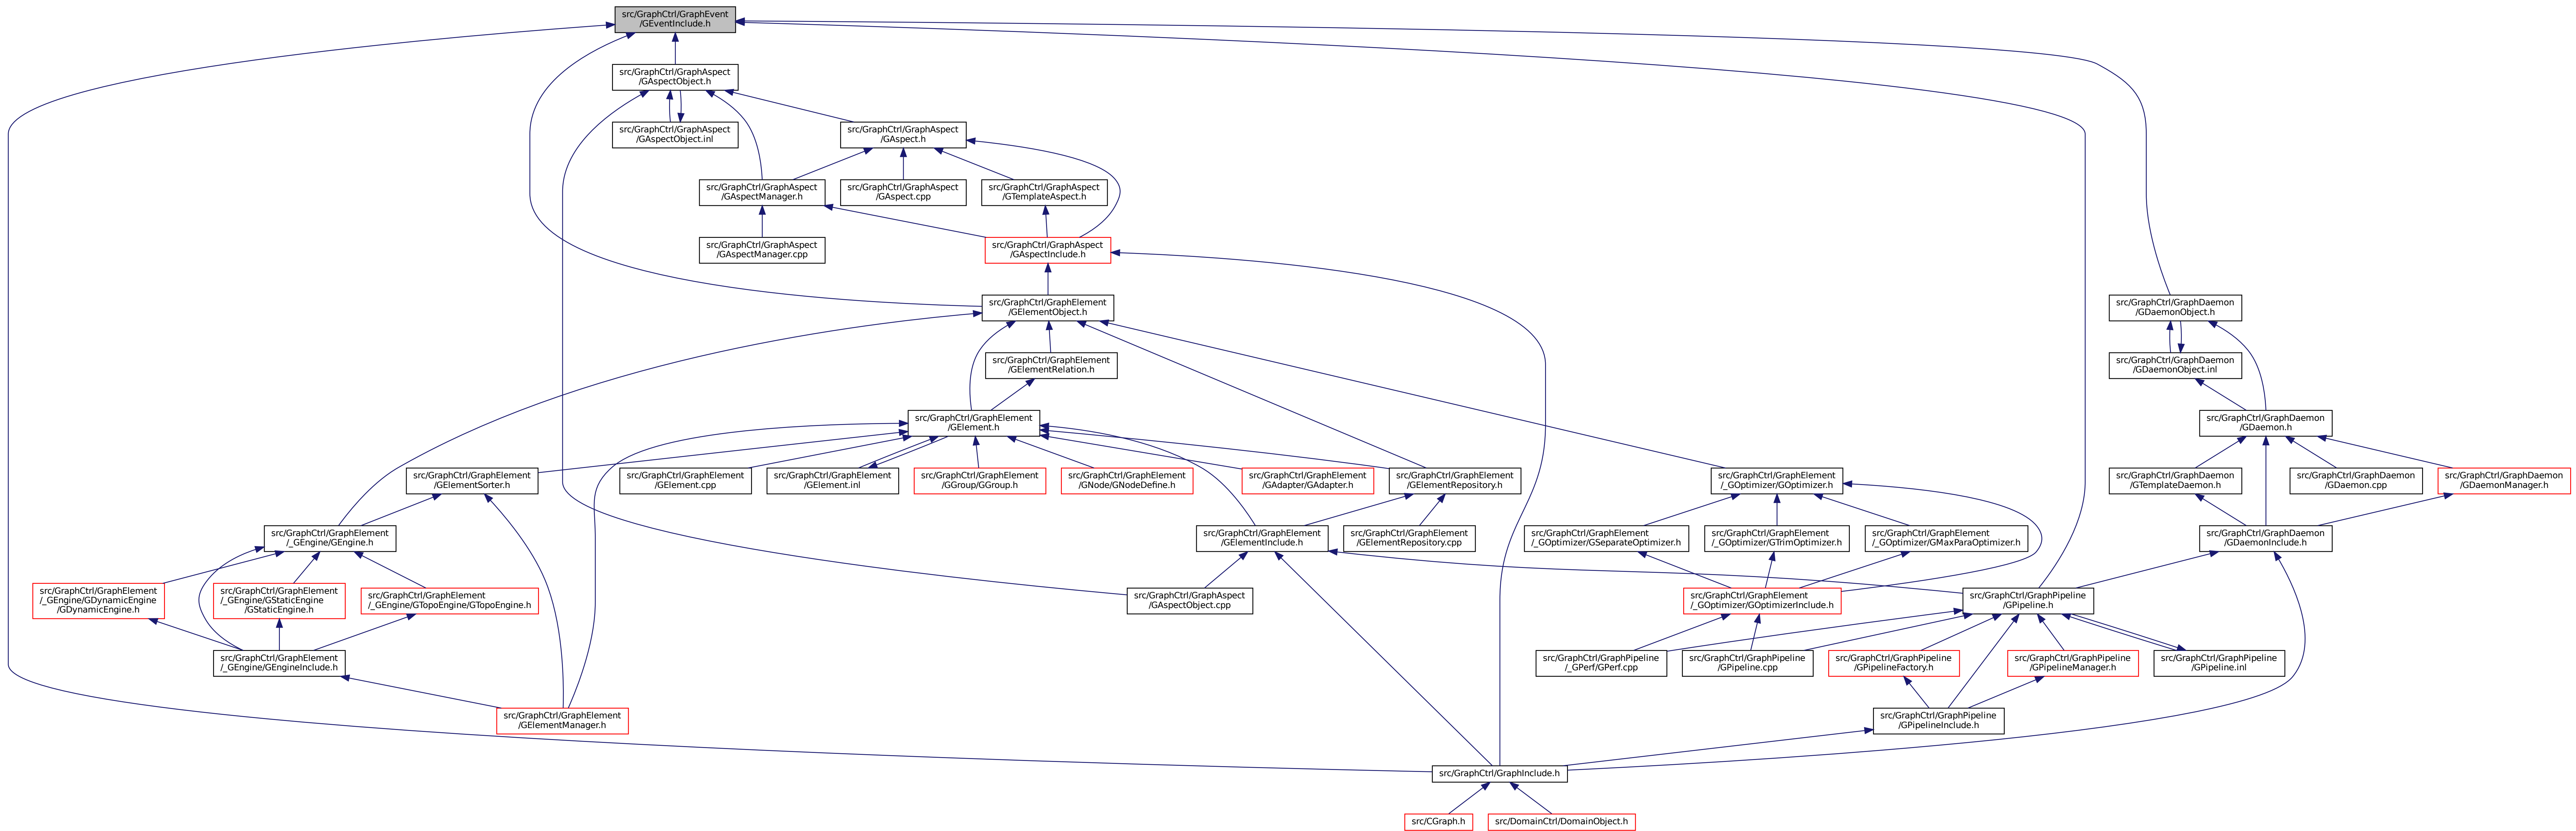 src/GraphCtrl/GraphEvent
/GEventInclude.h
src/GraphCtrl/GraphAspect
/GAspectObject.h
src/GraphCtrl/GraphAspect
/GAspectObject.inl
src/GraphCtrl/GraphAspect
/GAspect.h
src/GraphCtrl/GraphAspect
/GAspectManager.h
src/GraphCtrl/GraphAspect
/GAspect.cpp
src/GraphCtrl/GraphAspect
/GTemplateAspect.h
src/GraphCtrl/GraphAspect
/GAspectManager.cpp
src/GraphCtrl/GraphAspect
/GAspectInclude.h
src/GraphCtrl/GraphElement
/GElementObject.h
src/GraphCtrl/GraphDaemon
/GDaemonObject.h
src/GraphCtrl/GraphElement
/GElementRelation.h
src/GraphCtrl/GraphDaemon
/GDaemonObject.inl
src/GraphCtrl/GraphElement
/GElement.h
src/GraphCtrl/GraphDaemon
/GDaemon.h
src/GraphCtrl/GraphElement
/GElementSorter.h
src/GraphCtrl/GraphElement
/GElement.cpp
src/GraphCtrl/GraphElement
/GElement.inl
src/GraphCtrl/GraphElement
/GGroup/GGroup.h
src/GraphCtrl/GraphElement
/GNode/GNodeDefine.h
src/GraphCtrl/GraphElement
/GAdapter/GAdapter.h
src/GraphCtrl/GraphElement
/GElementRepository.h
src/GraphCtrl/GraphElement
/_GOptimizer/GOptimizer.h
src/GraphCtrl/GraphDaemon
/GTemplateDaemon.h
src/GraphCtrl/GraphDaemon
/GDaemon.cpp
src/GraphCtrl/GraphDaemon
/GDaemonManager.h
src/GraphCtrl/GraphElement
/_GEngine/GEngine.h
src/GraphCtrl/GraphElement
/GElementInclude.h
src/GraphCtrl/GraphElement
/GElementRepository.cpp
src/GraphCtrl/GraphElement
/_GOptimizer/GSeparateOptimizer.h
src/GraphCtrl/GraphElement
/_GOptimizer/GTrimOptimizer.h
src/GraphCtrl/GraphElement
/_GOptimizer/GMaxParaOptimizer.h
src/GraphCtrl/GraphDaemon
/GDaemonInclude.h
src/GraphCtrl/GraphElement
/_GEngine/GDynamicEngine
/GDynamicEngine.h
src/GraphCtrl/GraphElement
/_GEngine/GStaticEngine
/GStaticEngine.h
src/GraphCtrl/GraphElement
/_GEngine/GTopoEngine/GTopoEngine.h
src/GraphCtrl/GraphAspect
/GAspectObject.cpp
src/GraphCtrl/GraphElement
/_GOptimizer/GOptimizerInclude.h
src/GraphCtrl/GraphPipeline
/GPipeline.h
src/GraphCtrl/GraphElement
/_GEngine/GEngineInclude.h
src/GraphCtrl/GraphPipeline
/_GPerf/GPerf.cpp
src/GraphCtrl/GraphPipeline
/GPipeline.cpp
src/GraphCtrl/GraphPipeline
/GPipelineFactory.h
src/GraphCtrl/GraphPipeline
/GPipelineManager.h
src/GraphCtrl/GraphPipeline
/GPipeline.inl
src/GraphCtrl/GraphElement
/GElementManager.h
src/GraphCtrl/GraphPipeline
/GPipelineInclude.h
src/GraphCtrl/GraphInclude.h
src/CGraph.h
src/DomainCtrl/DomainObject.h